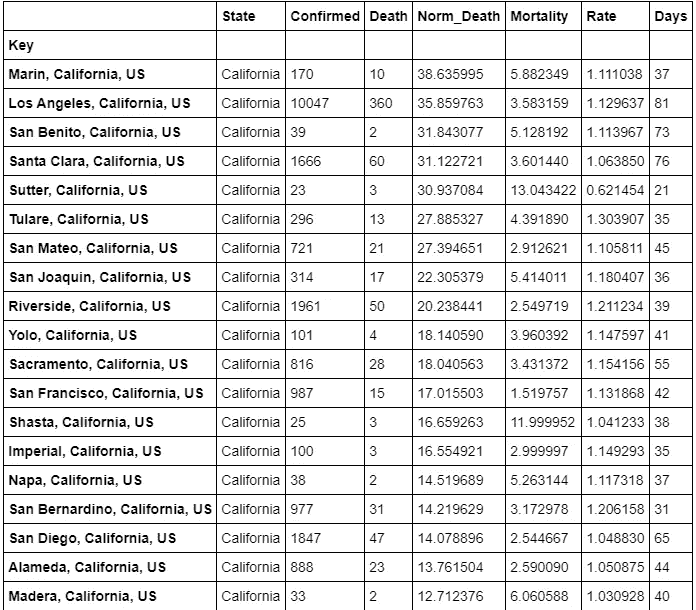 State Confirmed Death Norm_Death Mortality Rate Days
Key
Marin, California, US California 170 10 38.635995 5.882349 1.111038 37
Los Angeles, California, US California 10047 360 35.859763 3.583159 1.129637 81
San Benito, California, US California 39 2 31.843077 5.128192 1.113967 73
Santa Clara, California, US California 1666 60 31.122721 3.601440 1.063850 76
Sutter, California, US California 23 3 30.937084 13.043422 0.621454 21
Tulare, California, US California 296 13 27.885327 4.391890 1.303907 35
San Mateo, California, US California 721 21 27.394651 2.912621 1.105811 45
San Joaquin, California, US California 314 17 22.305379 5.414011 1.180407 36
Riverside, California, US California 1961 50 20.238441 2.549719 1.211234 39
Yolo, California, US California 101 4 18.140590 3.960392 1.147597 41
Sacramento, California, US California 816 28 18.040563 3.431372 1.154156 55
San Francisco, California, US California 987 15 17.015503 1.519757 1.131868 42
Shasta, California, US California 25 3 16.659263 11.999952 1.041233 38
Imperial, California, US California 100 3 16.554921 2.999997 1.149293 35
Napa, California, US California 38 2 14.519689 5.263144 1.117318 37
San Bernardino, California, US California 977 31 14.219629 3.172978 1.206158 31
San Diego, California, US California 1847 47 14.078896 2.544667 1.048830 65
Alameda, California, US California 888 23 13.761504 2.590090 1.050875 44
Madera, California, US California 33 2 12.712376 6.060588 1.030928 40